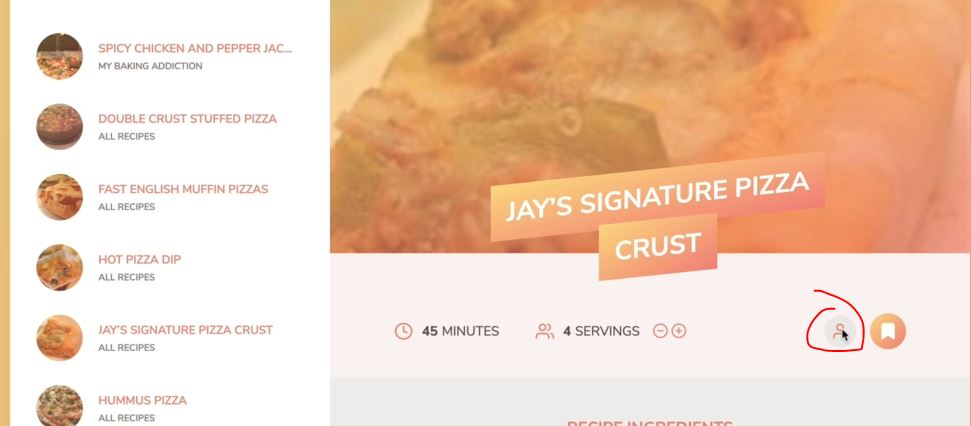 SPICY CHICKEN AND PEPPER JAC...
MY BAKING ADDICTION
DOUBLE CRUST STUFFED PIZZA
ALL RECIPES
FAST ENGLISH MUFFIN PIZZAS
ALL RECIPES
HOT PIZZA DIP
ALL RECIPES
JAY'S SIGNATURE PIZZA CRUST
ALL RECIPES
HUMMUS PIZZA
ALL RECIPES
JAY'S SIGNATURE PIZZA
CRUST
45 MINUTES
4 SERVINGS
RECIPE INGREDIENTS